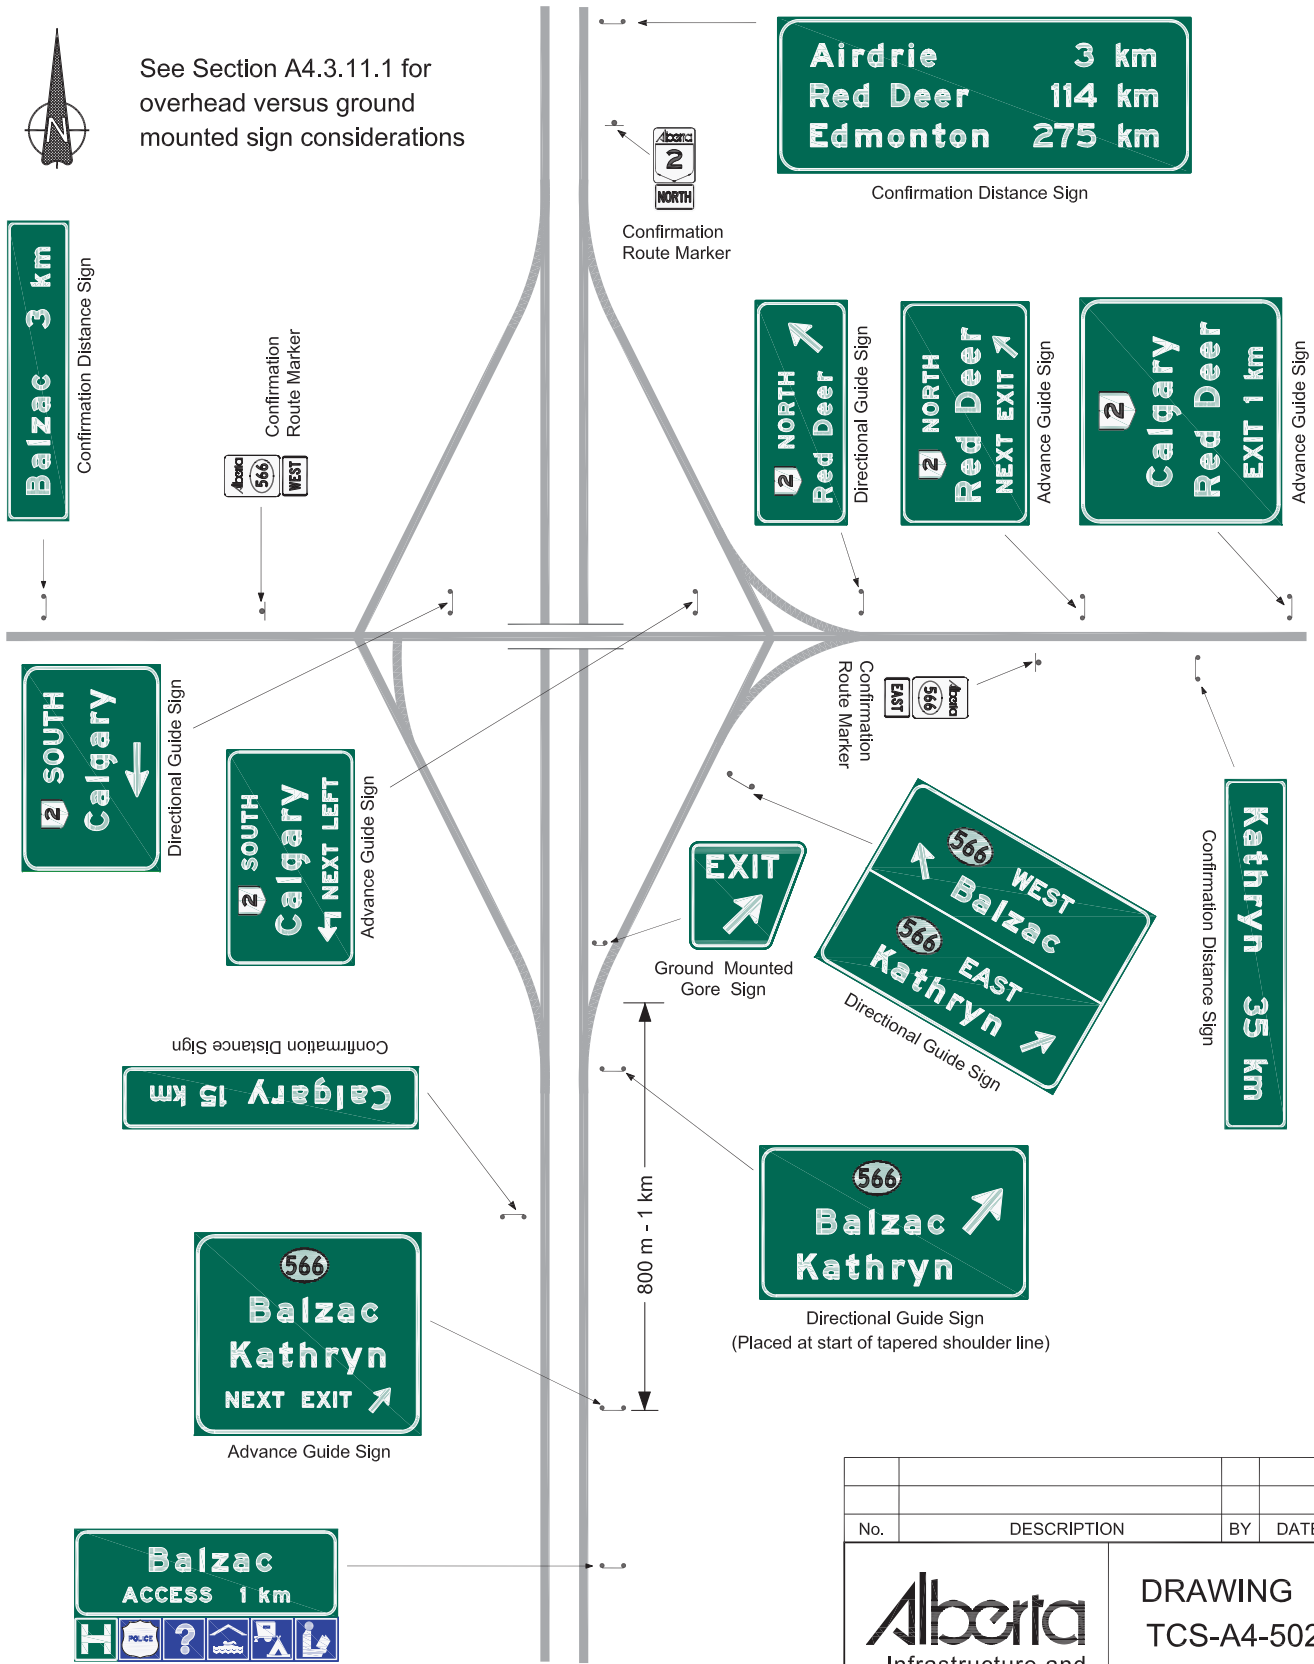 See Section A4.3.11.1 for
overhead versus ground
mounted sign considerations
N
Airdrie 3 km
Red Deer 114 km
Edmonton 275 km
Confirmation Distance Sign
Alberta
2
NORTH
Confirmation
Route Marker
Balzac 3 km
Confirmation Distance Sign
Confirmation
Route Marker
Alberta
566
WEST
2 NORTH
Red Deer
Directional Guide Sign
2 NORTH
Red Deer
NEXT EXIT
Advance Guide Sign
2
Calgary
Red Deer
EXIT 1 km
Advance Guide Sign
2 SOUTH
Calgary
Directional Guide Sign
2 SOUTH
Calgary
NEXT LEFT
Advance Guide Sign
Confirmation
Route Marker
Alberta
566
EAST
Kathryn 35 km
Confirmation Distance Sign
EXIT
Ground Mounted
Gore Sign
566 WEST
Balzac
566 EAST
Kathryn
Directional Guide Sign
Confirmation Distance Sign
Calgary 15 km
800 m - 1 km
566
Balzac
Kathryn
Directional Guide Sign
(Placed at start of tapered shoulder line)
566
Balzac
Kathryn
NEXT EXIT
Advance Guide Sign
Balzac
ACCESS 1 km
H POLICE ?
No. DESCRIPTION BY DATE
Alberta
Infrastructure and
DRAWING
TCS-A4-502